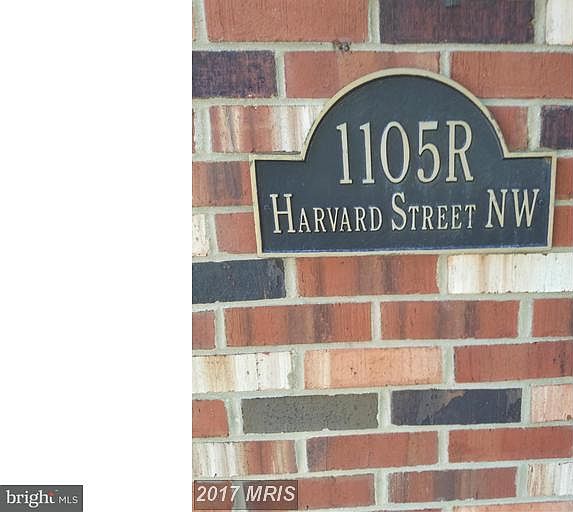 1105R
HARVARD STREET NW
2017 MRIS
bright MLS